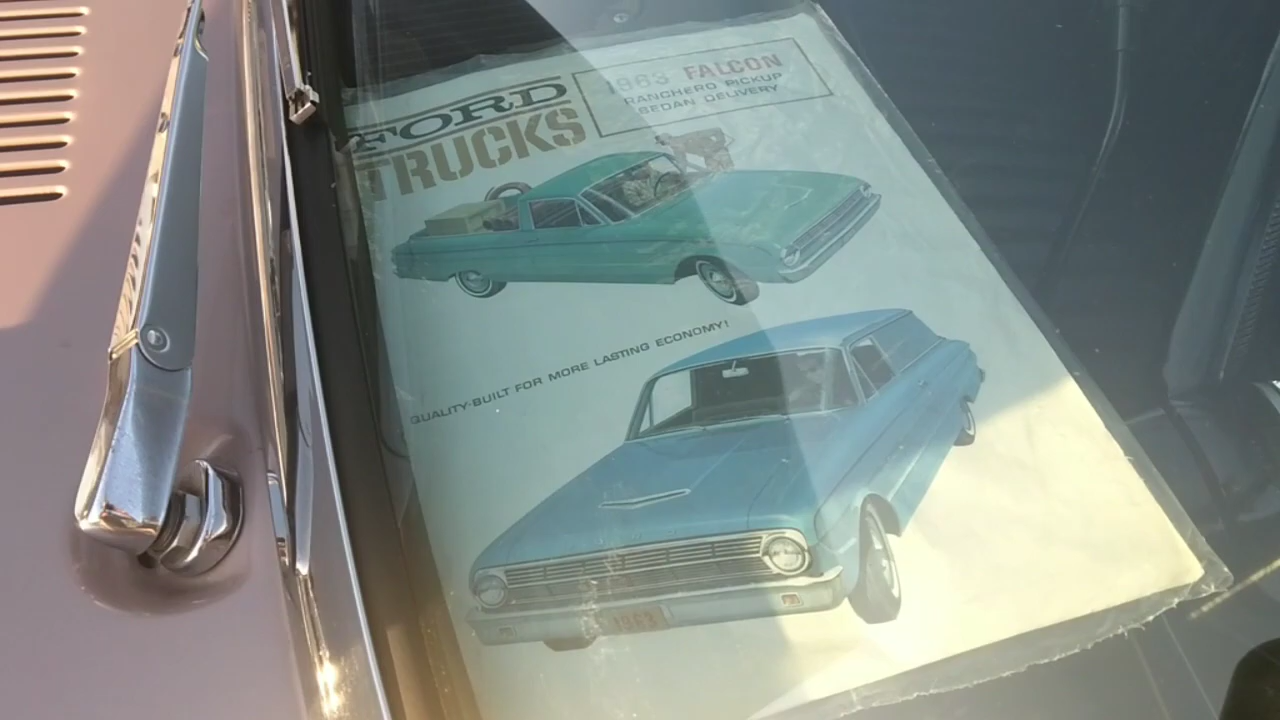 FORD
TRUCKS
1963 FALCON
RANCHERO PICKUP
SEDAN DELIVERY
QUALITY-BUILT FOR MORE LASTING ECONOMY!
1963